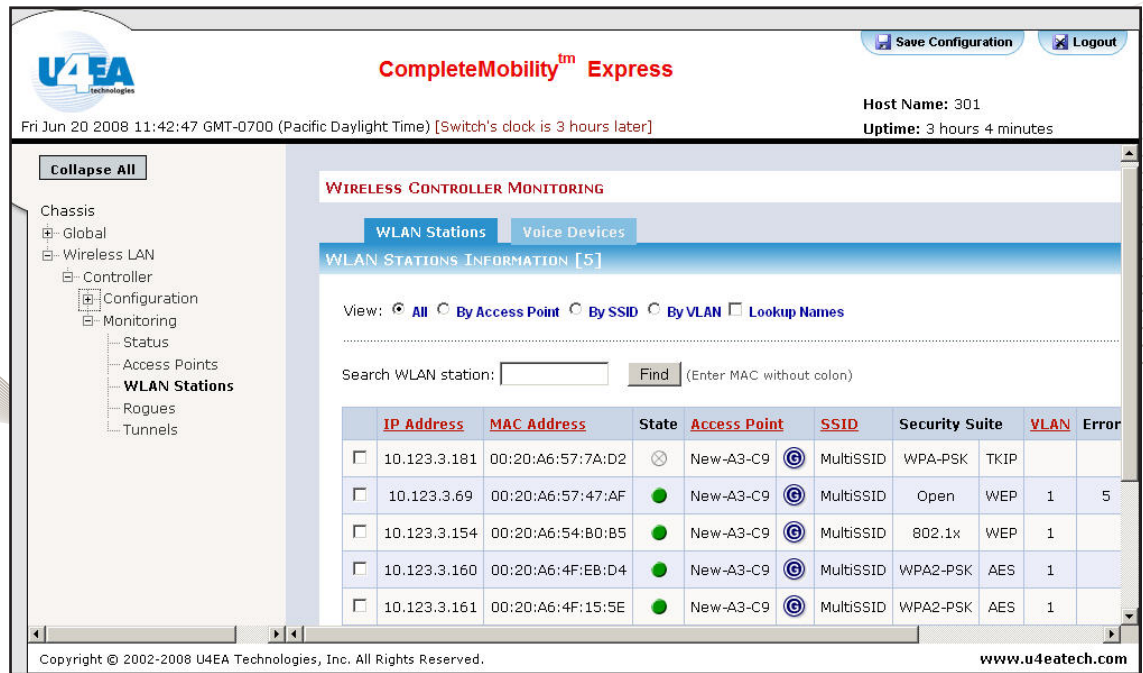 U4EA
technologies
CompleteMobility™ Express
Save Configuration
Logout
Host Name: 301
Fri Jun 20 2008 11:42:47 GMT-0700 (Pacific Daylight Time) [Switch's clock is 3 hours later]
Uptime: 3 hours 4 minutes
Collapse All
Chassis
Global
Wireless LAN
Controller
Configuration
Monitoring
Status
Access Points
WLAN Stations
Rogues
Tunnels
WIRELESS CONTROLLER MONITORING
WLAN Stations Voice Devices
WLAN STATIONS INFORMATION [5]
View: All By Access Point By SSID By VLAN Lookup Names
Search WLAN station: Find (Enter MAC without colon)
IP Address MAC Address State Access Point SSID Security Suite VLAN Error
10.123.3.181 00:20:A6:57:7A:D2 New-A3-C9 G MultiSSID WPA-PSK TKIP
10.123.3.69 00:20:A6:57:47:AF New-A3-C9 G MultiSSID Open WEP 1 5
10.123.3.154 00:20:A6:54:B0:B5 New-A3-C9 G MultiSSID 802.1x WEP 1
10.123.3.160 00:20:A6:4F:EB:D4 New-A3-C9 G MultiSSID WPA2-PSK AES 1
10.123.3.161 00:20:A6:4F:15:5E New-A3-C9 G MultiSSID WPA2-PSK AES 1
Copyright © 2002-2008 U4EA Technologies, Inc. All Rights Reserved.
www.u4eatech.com